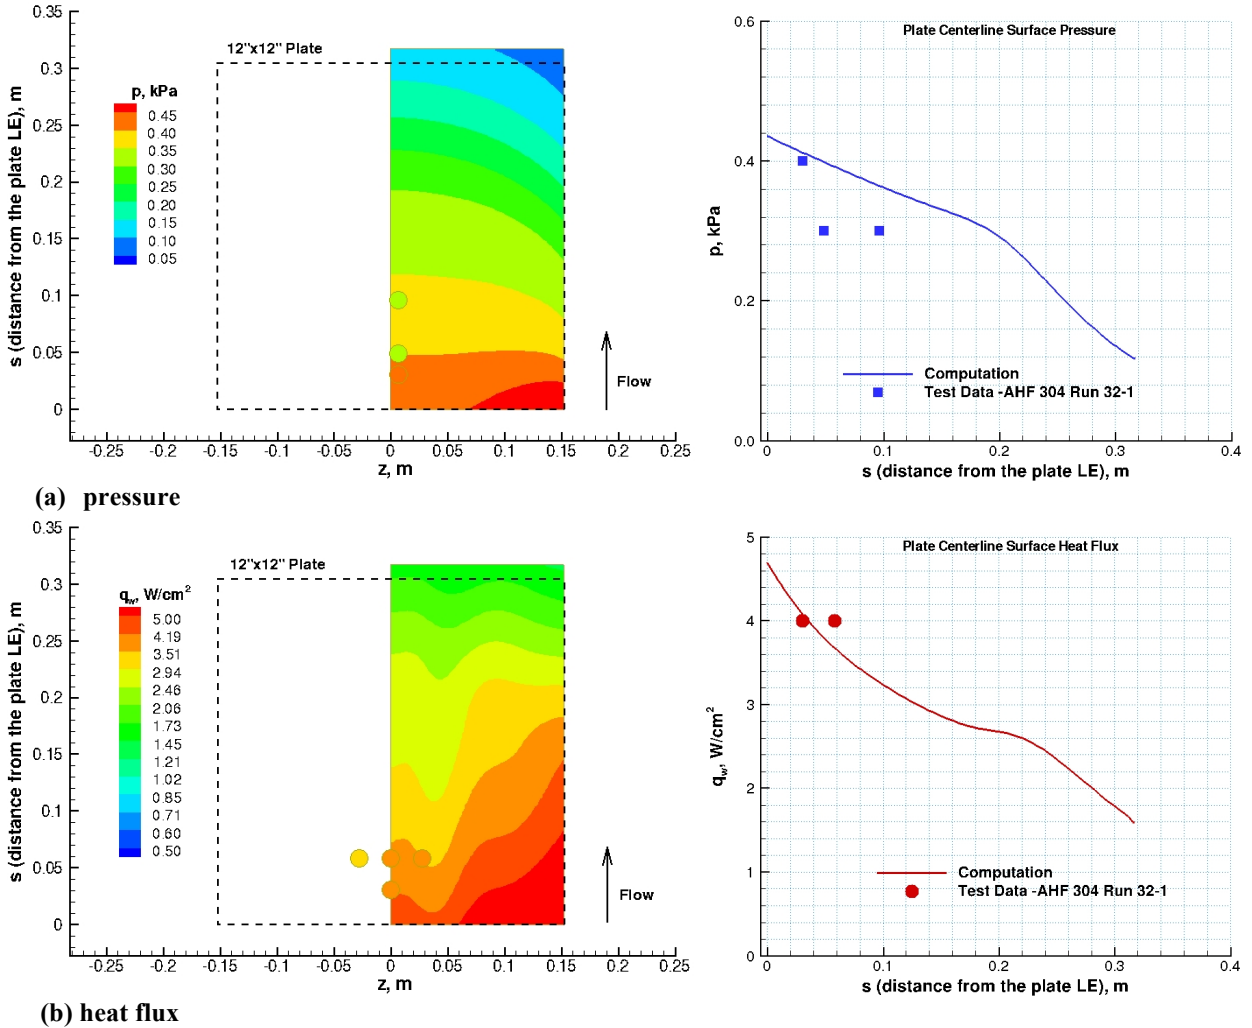 0.35
0.3
0.25
0.2
0.15
0.1
0.05
0
s (distance from the plate LE), m
12"x12" Plate
p, kPa
0.45
0.40
0.35
0.30
0.25
0.20
0.15
0.10
0.05
Flow
-0.25 -0.2 -0.15 -0.1 -0.05 0 0.05 0.1 0.15 0.2 0.25
z, m
Plate Centerline Surface Pressure
0.6
0.4
0.2
0.0
p, kPa
Computation
Test Data -AHF 304 Run 32-1
0 0.1 0.2 0.3 0.4
s (distance from the plate LE), m
(a) pressure
0.35
0.3
0.25
0.2
0.15
0.1
0.05
0
s (distance from the plate LE), m
12"x12" Plate
qw, W/cm2
5.00
4.19
3.51
2.94
2.46
2.06
1.73
1.45
1.21
1.02
0.85
0.71
0.60
0.50
Flow
-0.25 -0.2 -0.15 -0.1 -0.05 0 0.05 0.1 0.15 0.2 0.25
z, m
Plate Centerline Surface Heat Flux
5
4
3
2
1
0
qw, W/cm2
Computation
Test Data -AHF 304 Run 32-1
0 0.1 0.2 0.3 0.4
s (distance from the plate LE), m
(b) heat flux